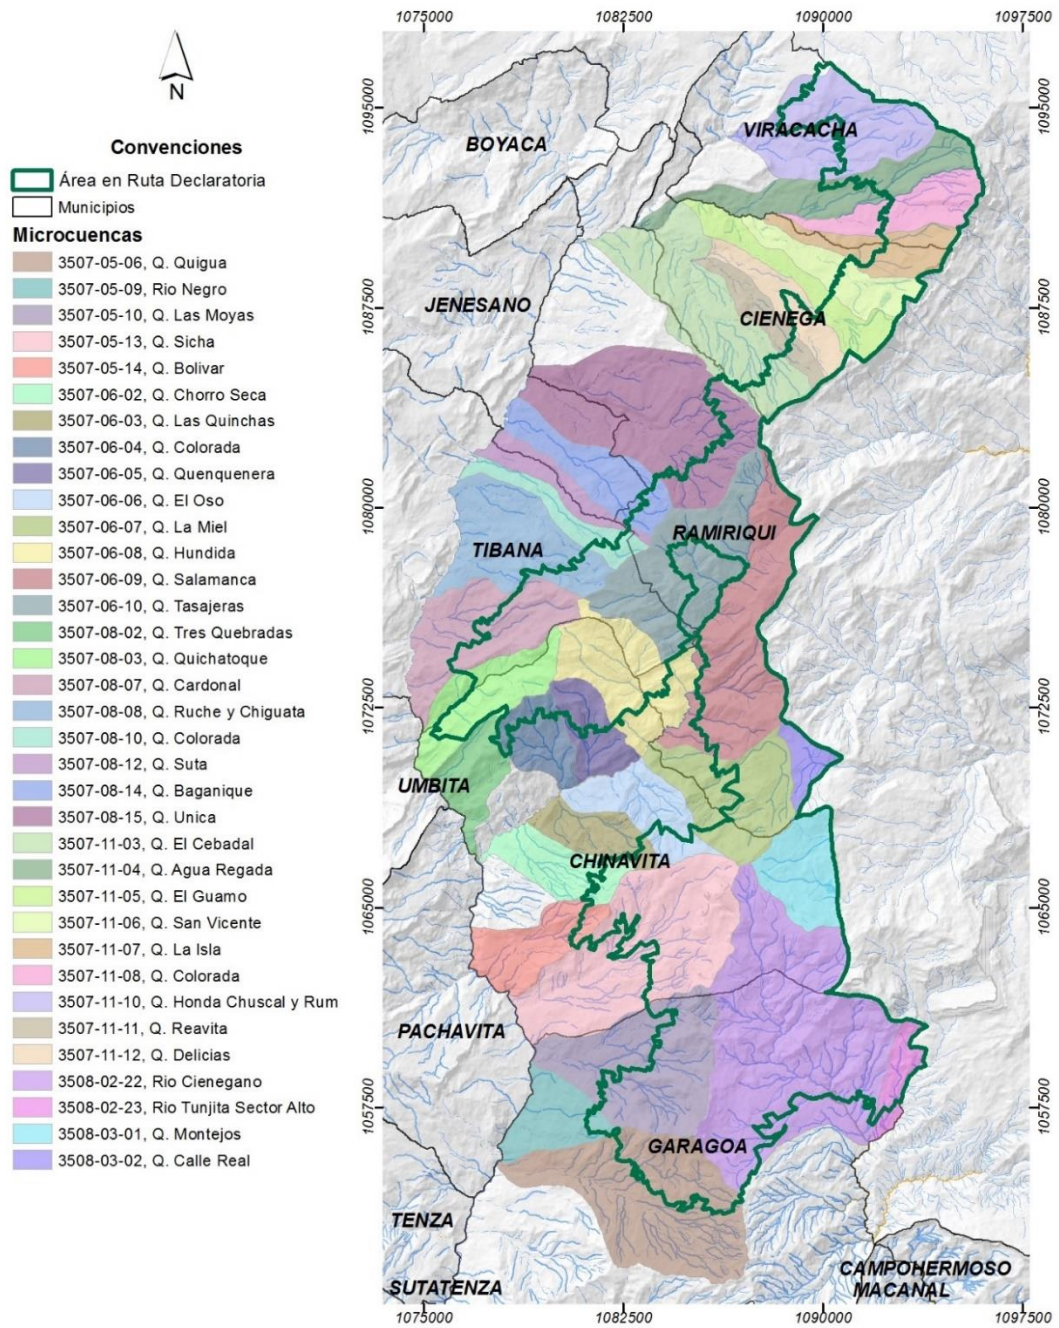 1075000 1082500 1090000 1097500
N
Convenciones
Área en Ruta Declaratoria
Municipios
Microcuencas
3507-05-06, Q. Quigua
3507-05-09, Rio Negro
3507-05-10, Q. Las Moyas
3507-05-13, Q. Sicha
3507-05-14, Q. Bolivar
3507-06-02, Q. Chorro Seca
3507-06-03, Q. Las Quinchas
3507-06-04, Q. Colorada
3507-06-05, Q. Quenquenera
3507-06-06, Q. El Oso
3507-06-07, Q. La Miel
3507-06-08, Q. Hundida
3507-06-09, Q. Salamanca
3507-06-10, Q. Tasajeras
3507-08-02, Q. Tres Quebradas
3507-08-03, Q. Quichatoque
3507-08-07, Q. Cardonal
3507-08-08, Q. Ruche y Chiguata
3507-08-10, Q. Colorada
3507-08-12, Q. Suta
3507-08-14, Q. Baganique
3507-08-15, Q. Unica
3507-11-03, Q. El Cebadal
3507-11-04, Q. Agua Regada
3507-11-05, Q. El Guamo
3507-11-06, Q. San Vicente
3507-11-07, Q. La Isla
3507-11-08, Q. Colorada
3507-11-10, Q. Honda Chuscal y Rum
3507-11-11, Q. Reavita
3507-11-12, Q. Delicias
3508-02-22, Rio Cienegano
3508-02-23, Rio Tunjita Sector Alto
3508-03-01, Q. Montejos
3508-03-02, Q. Calle Real
1095000 1095000
VIRACACHA
BOYACA
1087500 1087500
JENESANO
CIENEGA
1080000 1080000
RAMIRIQUI
TIBANA
1072500 1072500
UMBITA
CHINAVITA
1065000 1065000
PACHAVITA
1057500 1057500
GARAGOA
TENZA
CAMPOHERMOSO
SUTATENZA
MACANAL
1075000 1082500 1090000 1097500